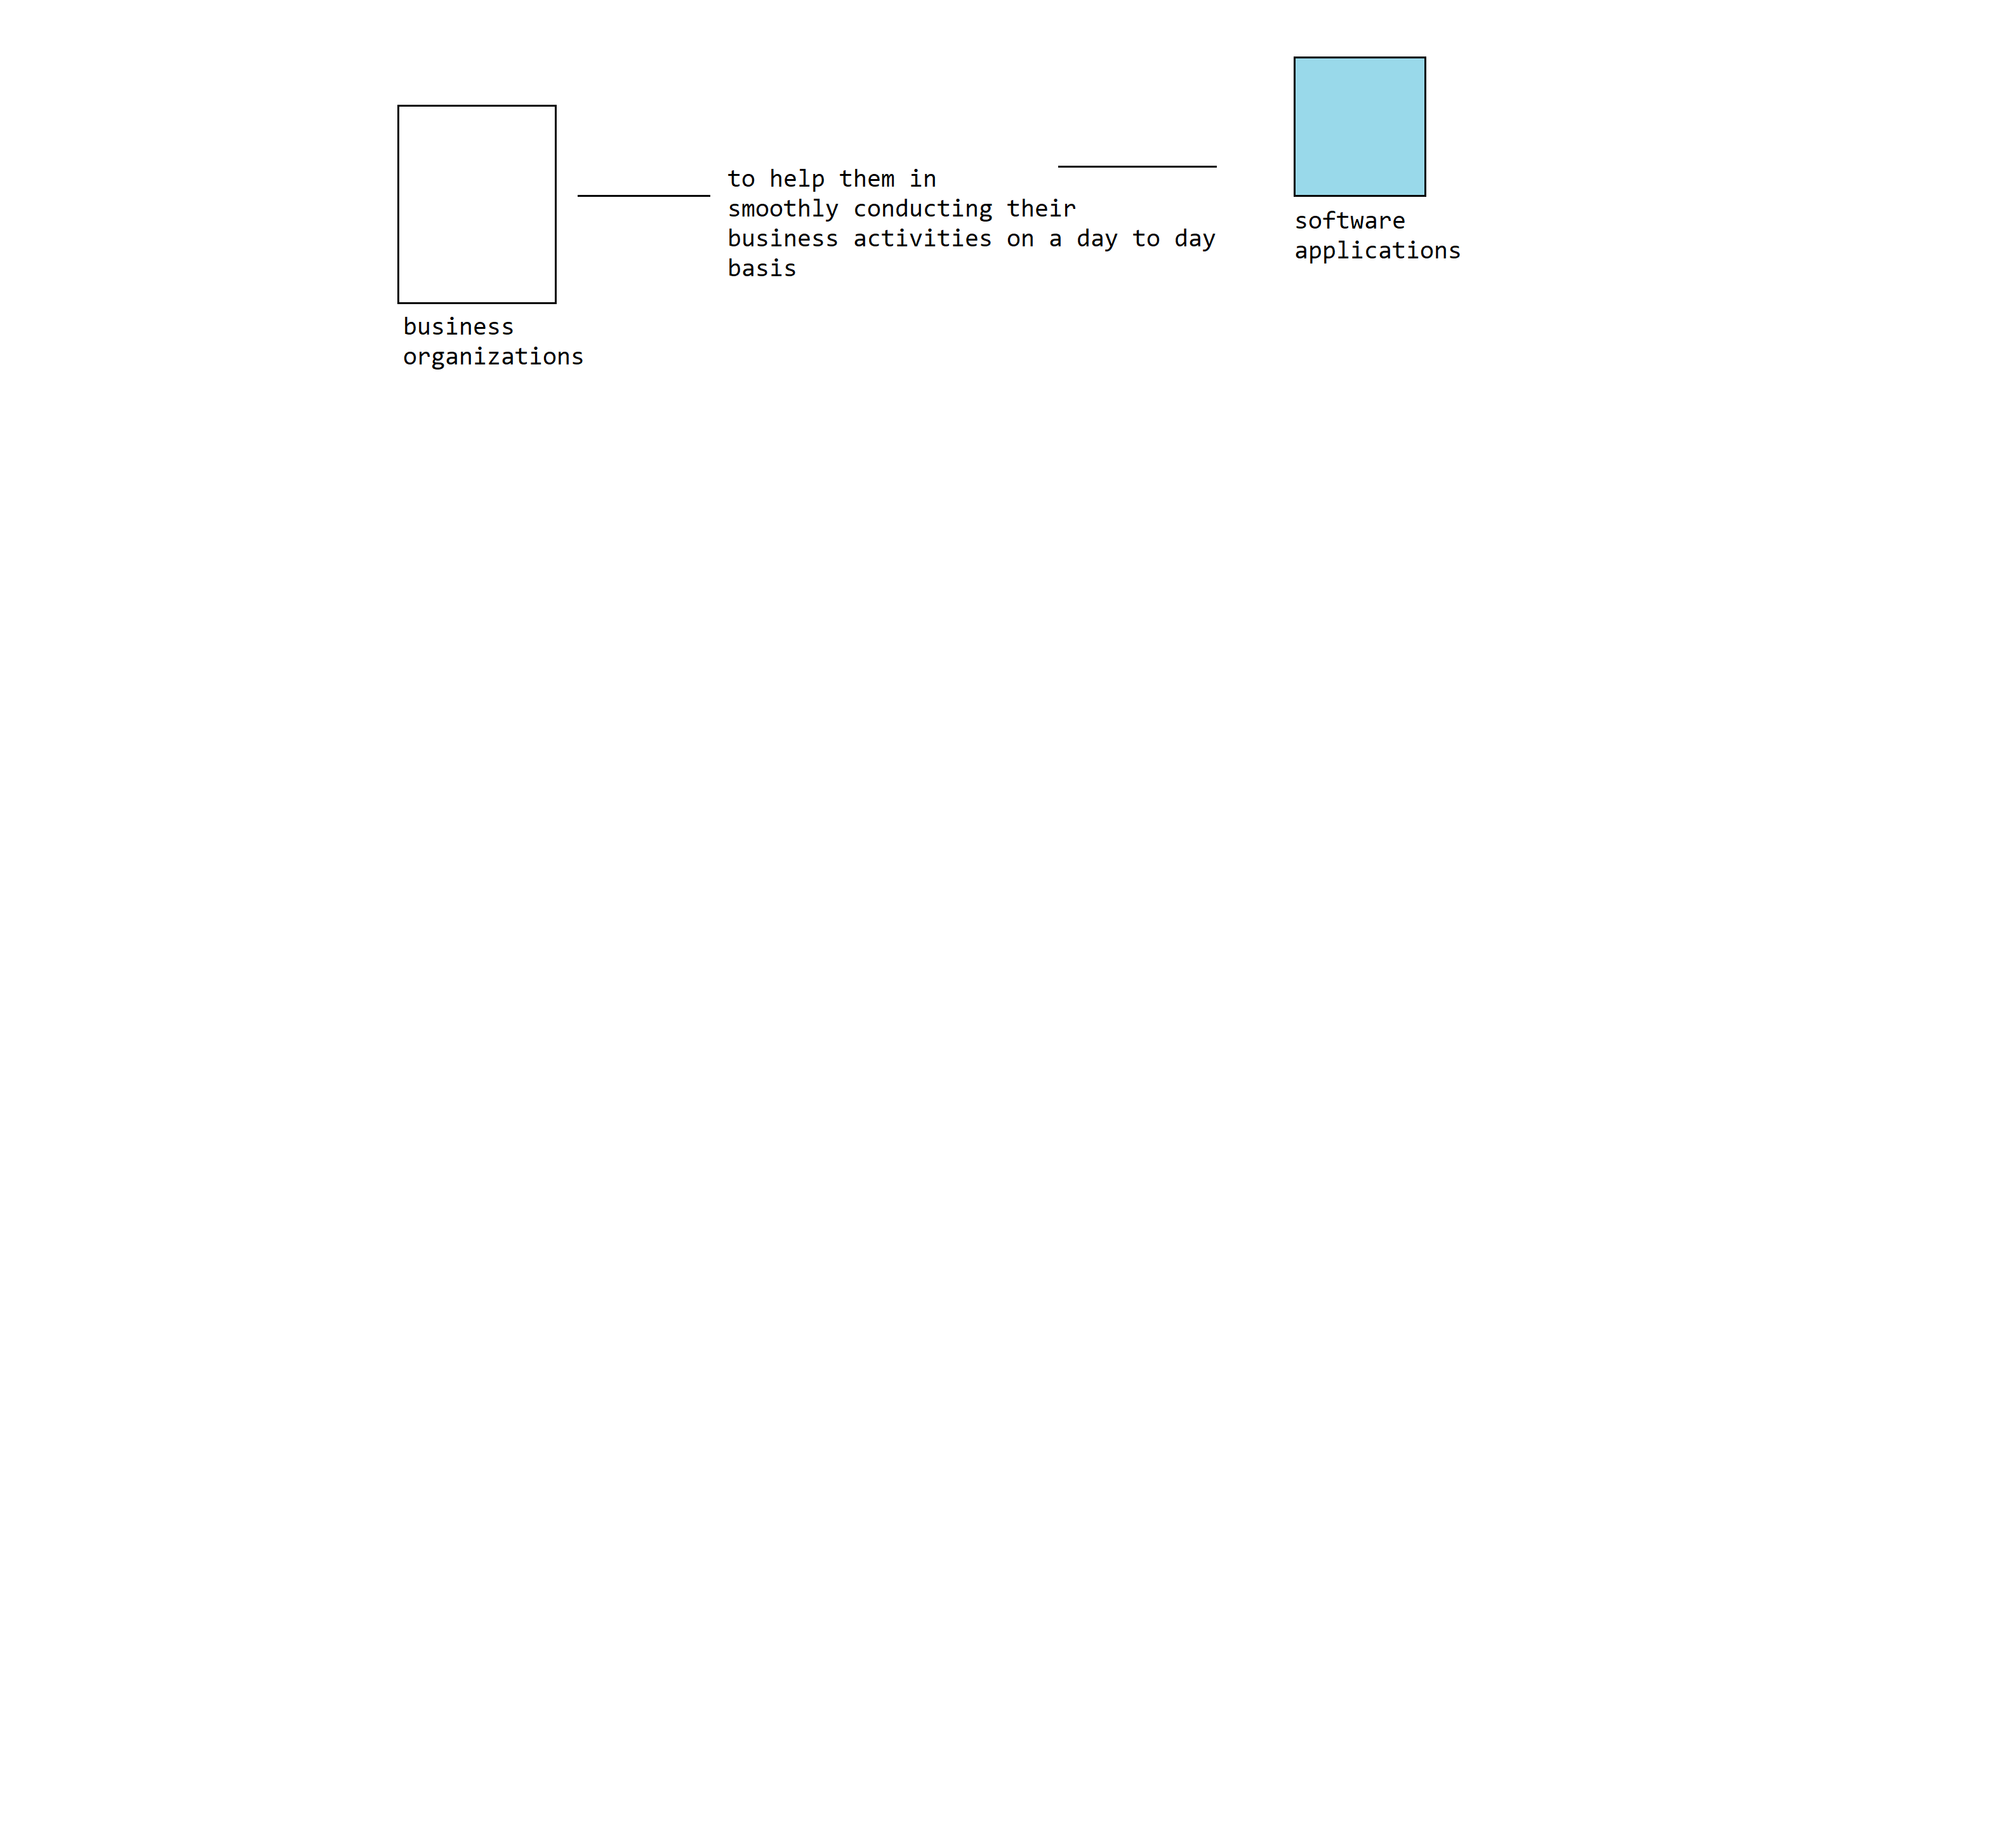 to help them in
smoothly conducting their
business activities on a day to day
basis
software
applications
business
organizations